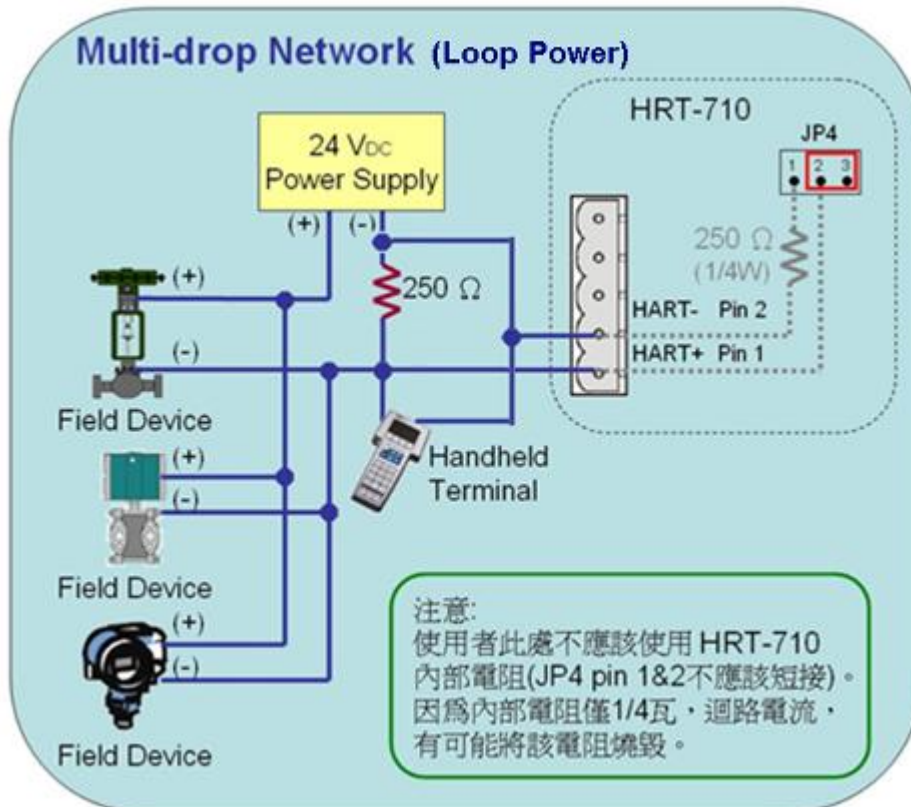 Multi-drop Network (Loop Power)
HRT-710
JP4
1 2 3
24 VDC
Power Supply
(+) (-)
250 Ω
250 Ω
(1/4W)
HART- Pin 2
HART+ Pin 1
(+)
(-)
Field Device
(+)
(-)
Field Device
(+)
(-)
Field Device
Handheld
Terminal
注意:
使用者此處不應該使用 HRT-710
內部電阻(JP4 pin 1&2不應該短接)。
因為內部電阻僅1/4瓦，迴路電流，
有可能將該電阻燒毀。